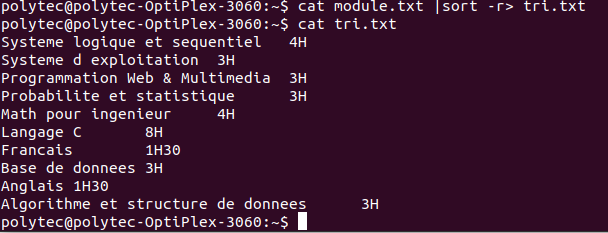 polytec@polytec-OptiPlex-3060:~$ cat module.txt |sort -r> tri.txt
polytec@polytec-OptiPlex-3060:~$ cat tri.txt
Systeme logique et sequentiel   4H
Systeme d exploitation  3H
Programmation Web & Multimedia  3H
Probabilite et statistique      3H
Math pour ingenieur     4H
Langage C       8H
Francais        1H30
Base de donnees 3H
Anglais 1H30
Algorithme et structure de donnees      3H
polytec@polytec-OptiPlex-3060:~$